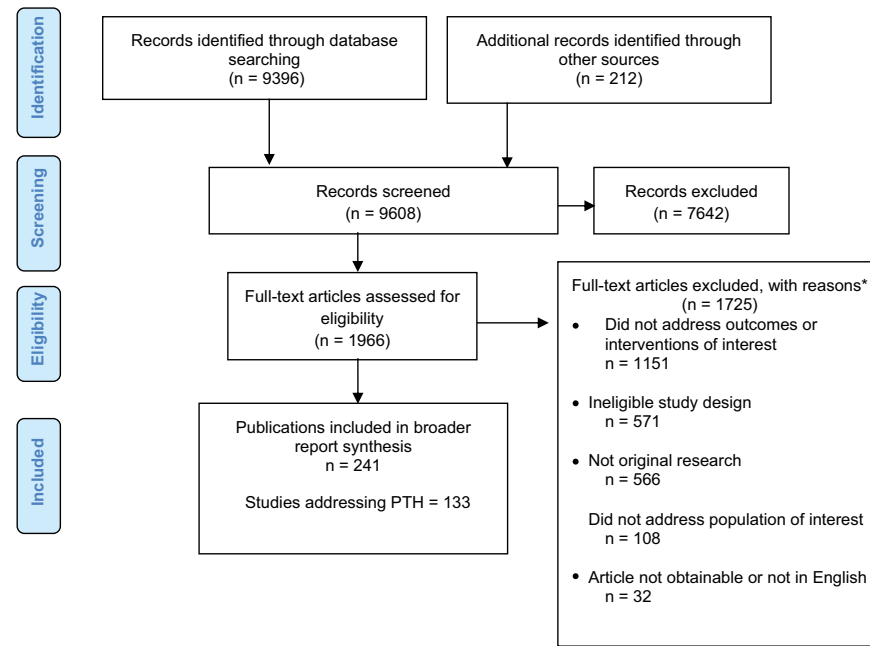 Identification
Records identified through database
searching
(n = 9396)
Additional records identified through
other sources
(n = 212)
Screening
Records screened
(n = 9608)
Records excluded
(n = 7642)
Eligibility
Full-text articles assessed for
eligibility
(n = 1966)
Full-text articles excluded, with reasons*
(n = 1725)
• Did not address outcomes or
interventions of interest
n = 1151
• Ineligible study design
n = 571
• Not original research
n = 566
Did not address population of interest
n = 108
• Article not obtainable or not in English
n = 32
Included
Publications included in broader
report synthesis
n = 241
Studies addressing PTH = 133